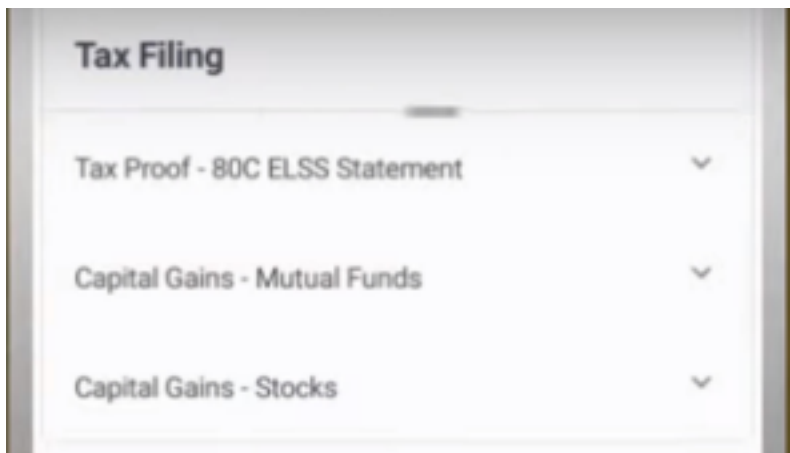 Tax Filing
Tax Proof - 80C ELSS Statement
Capital Gains - Mutual Funds
Capital Gains - Stocks